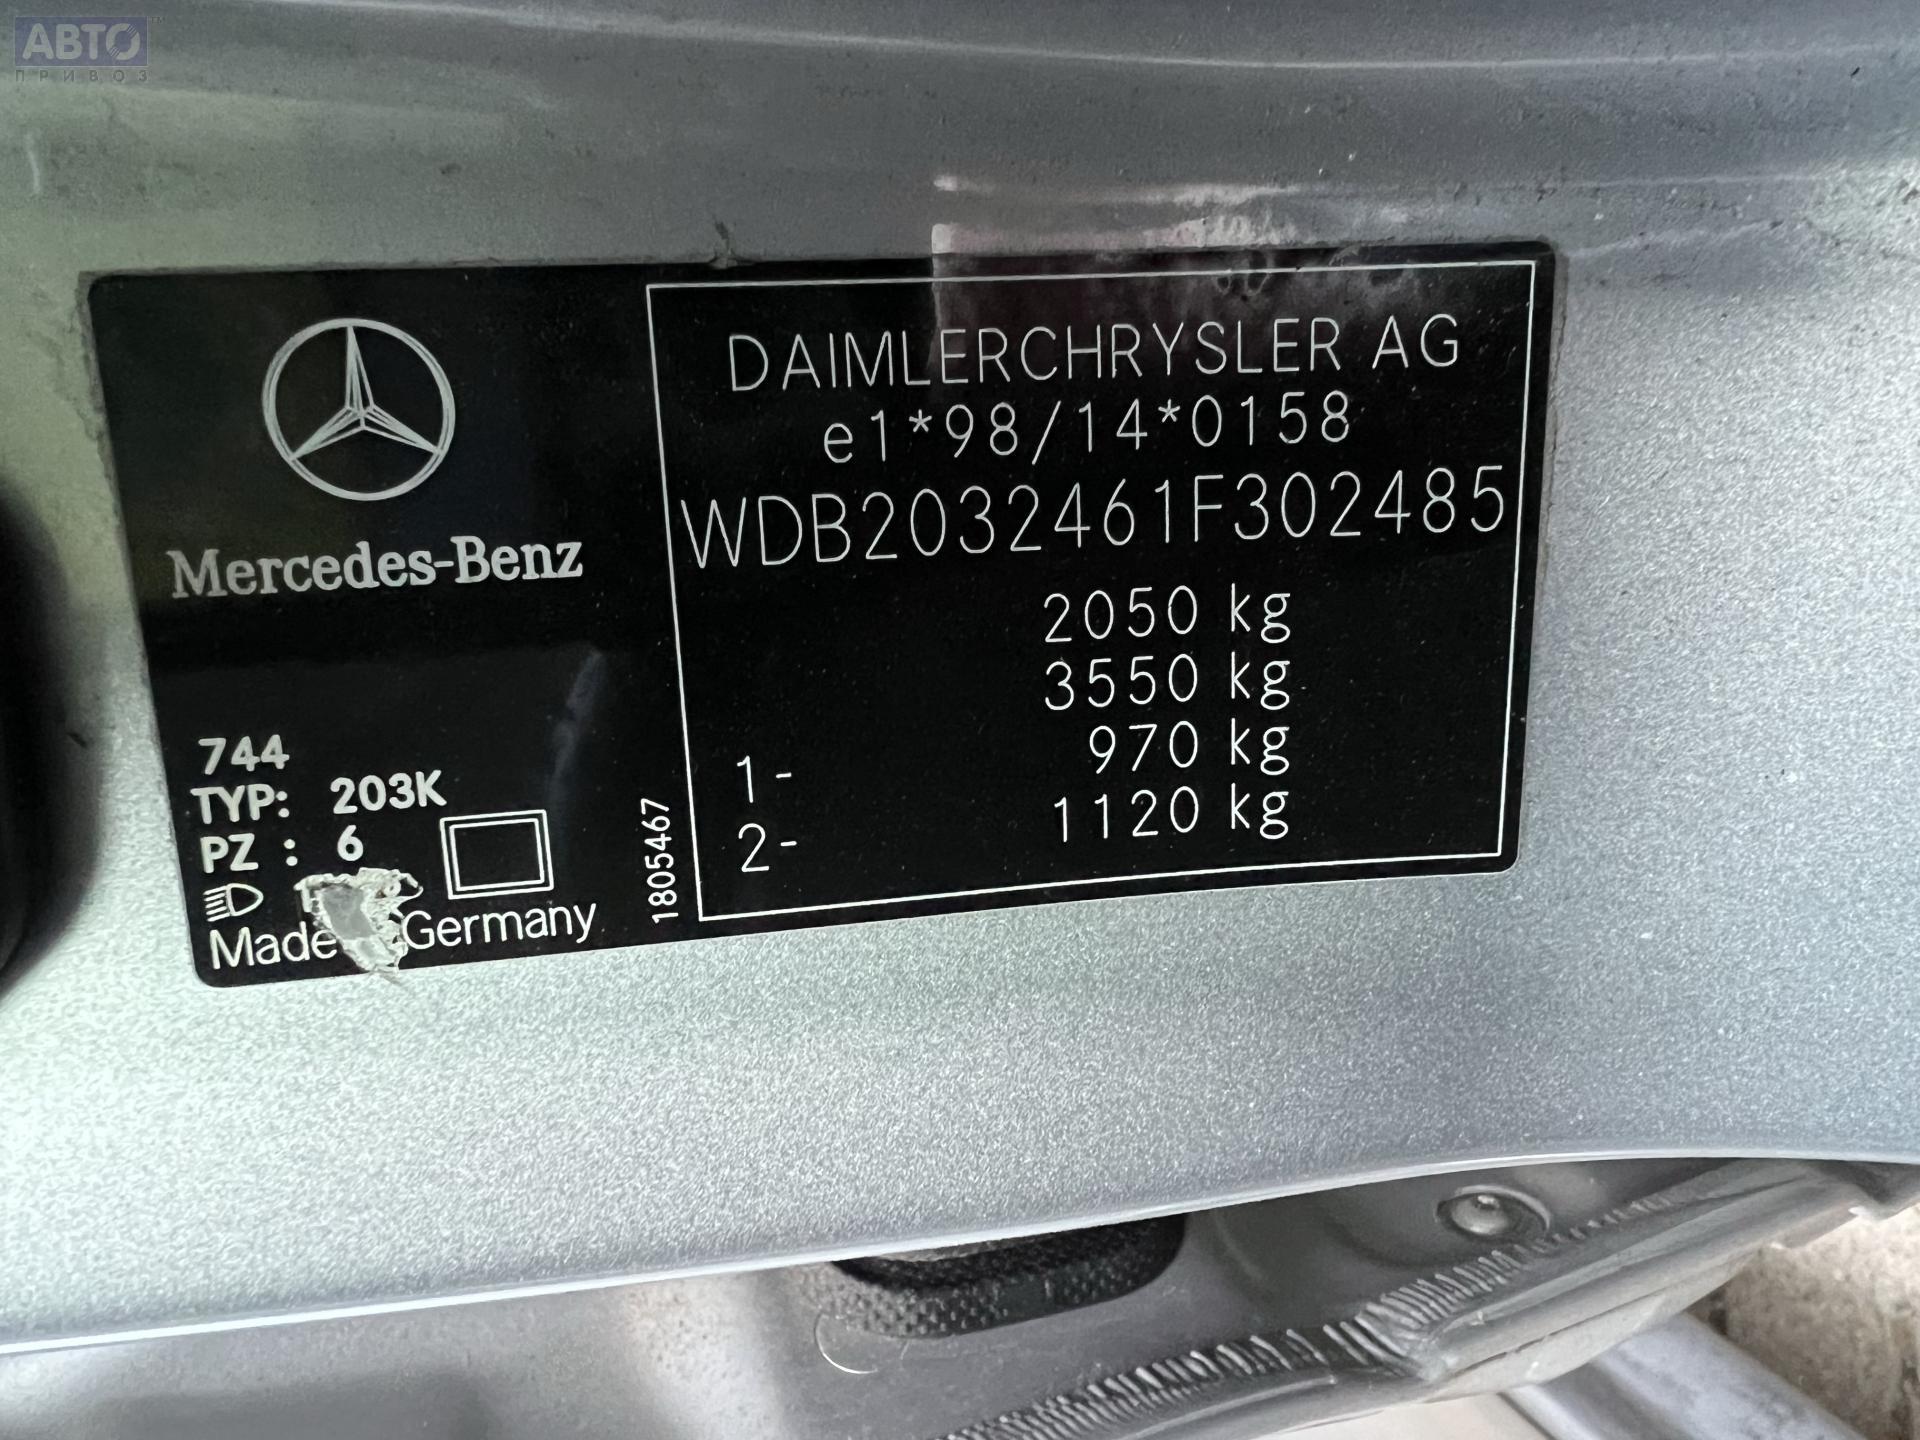 АВТО
ПРИВОЗ
Mercedes-Benz
744
TYP: 203K
PZ : 6
Made Germany
1805467
DAIMLERCHRYSLER AG
e1*98/14*0158
WDB2032461F302485
2050 kg
3550 kg
1- 970 kg
2- 1120 kg